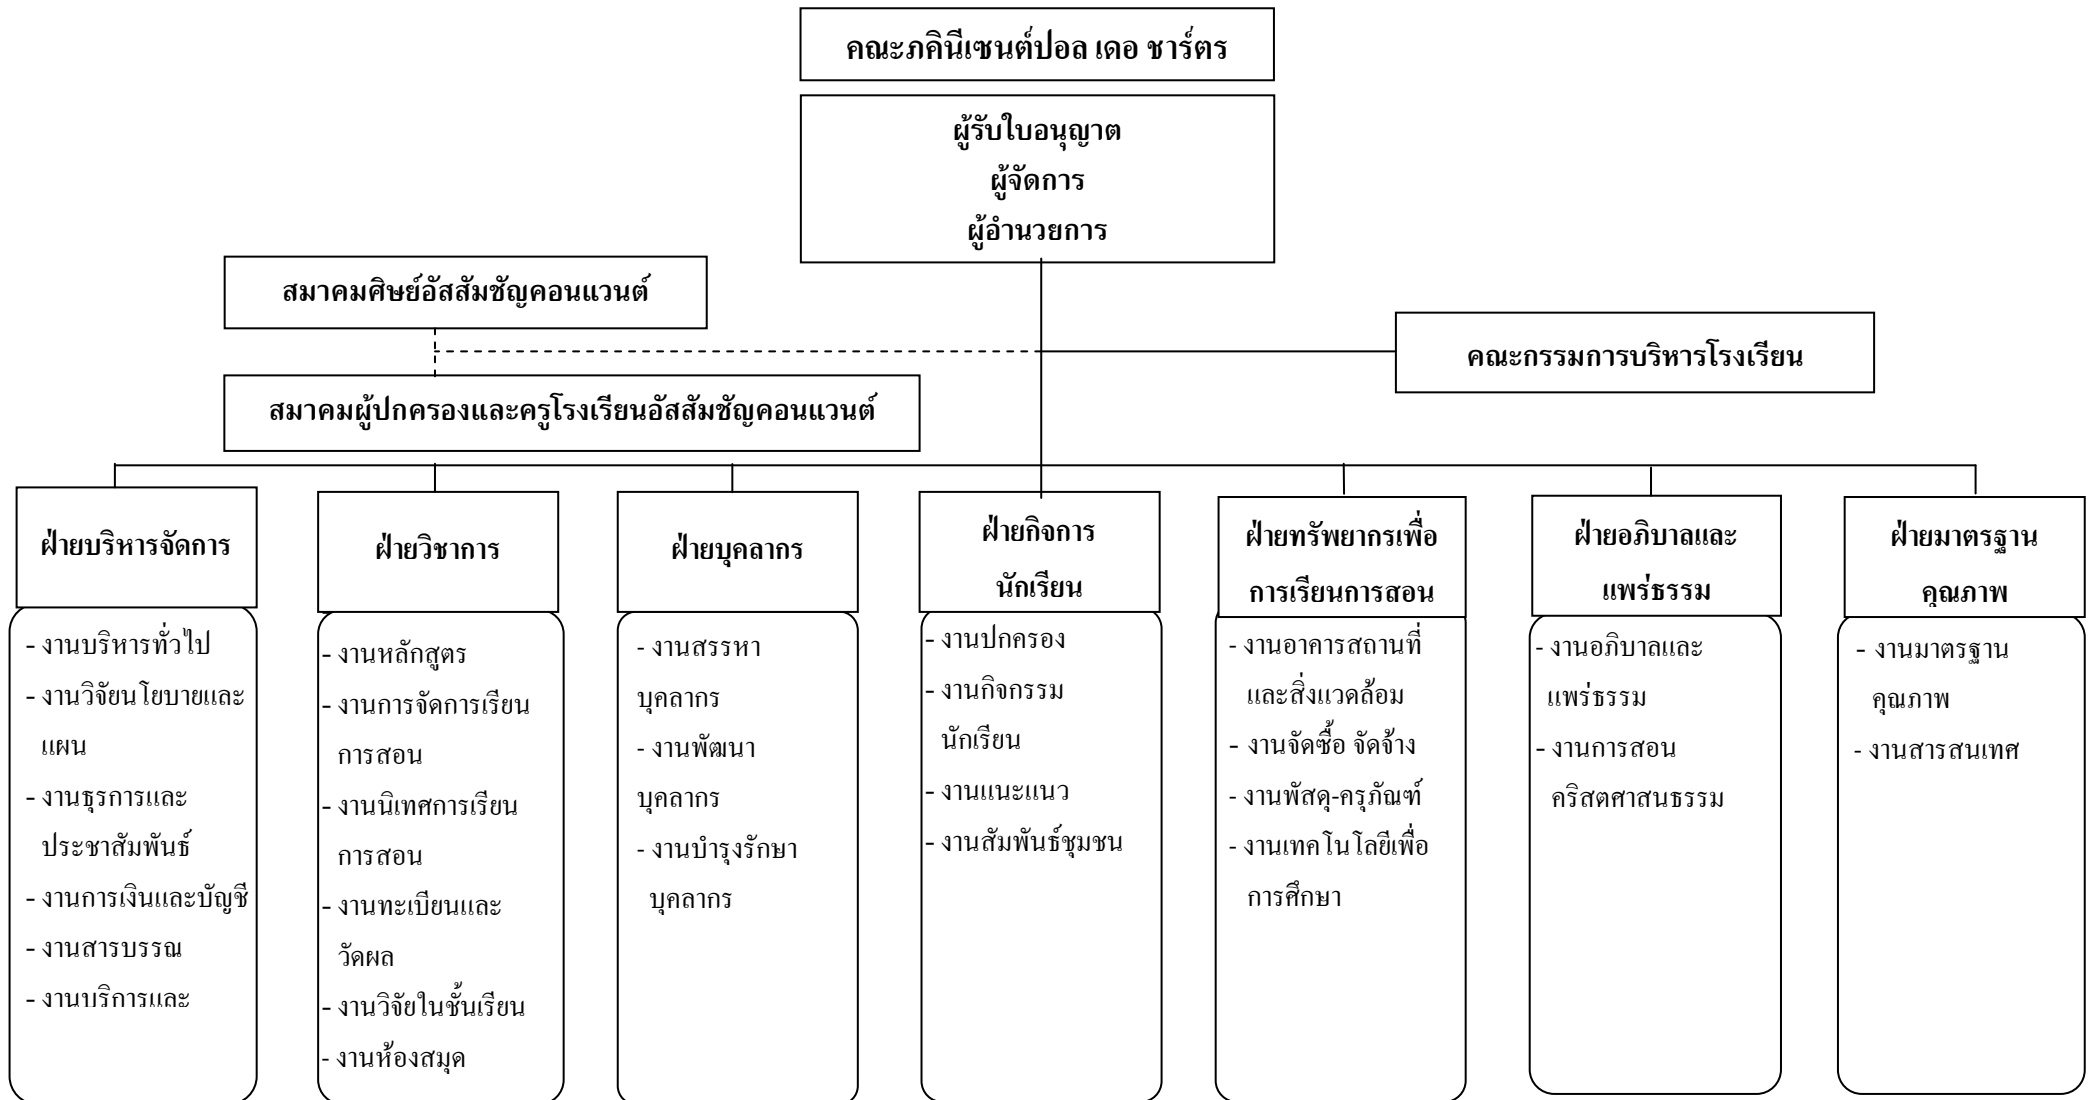 คณะภคินีเซนต์ปอล เดอ ชาร์ตร
ผู้รับใบอนุญาต
ผู้จัดการ
ผู้อำนวยการ
สมาคมศิษย์อัสสัมชัญคอนแวนต์
คณะกรรมการบริหารโรงเรียน
สมาคมผู้ปกครองและครูโรงเรียนอัสสัมชัญคอนแวนต์
ฝ่ายบริหารจัดการ
- งานบริหารทั่วไป
- งานวิจัยนโยบายและ
แผน
- งานธุรการและ
ประชาสัมพันธ์
- งานการเงินและบัญชี
- งานสารบรรณ
- งานบริการและ
ฝ่ายวิชาการ
- งานหลักสูตร
- งานการจัดการเรียน
การสอน
- งานนิเทศการเรียน
การสอน
- งานทะเบียนและ
วัดผล
- งานวิจัยในชั้นเรียน
- งานห้องสมุด
ฝ่ายบุคลากร
- งานสรรหา
บุคลากร
- งานพัฒนา
บุคลากร
- งานบำรุงรักษา
บุคลากร
ฝ่ายกิจการ
นักเรียน
- งานปกครอง
- งานกิจกรรม
นักเรียน
- งานแนะแนว
- งานสัมพันธ์ชุมชน
ฝ่ายทรัพยากรเพื่อ
การเรียนการสอน
- งานอาคารสถานที่
และสิ่งแวดล้อม
- งานจัดซื้อ จัดจ้าง
- งานพัสดุ-ครุภัณฑ์
- งานเทคโนโลยีเพื่อ
การศึกษา
ฝ่ายอภิบาลและ
แพร่ธรรม
- งานอภิบาลและ
แพร่ธรรม
- งานการสอน
คริสตศาสนธรรม
ฝ่ายมาตรฐาน
คุณภาพ
- งานมาตรฐาน
คุณภาพ
- งานสารสนเทศ